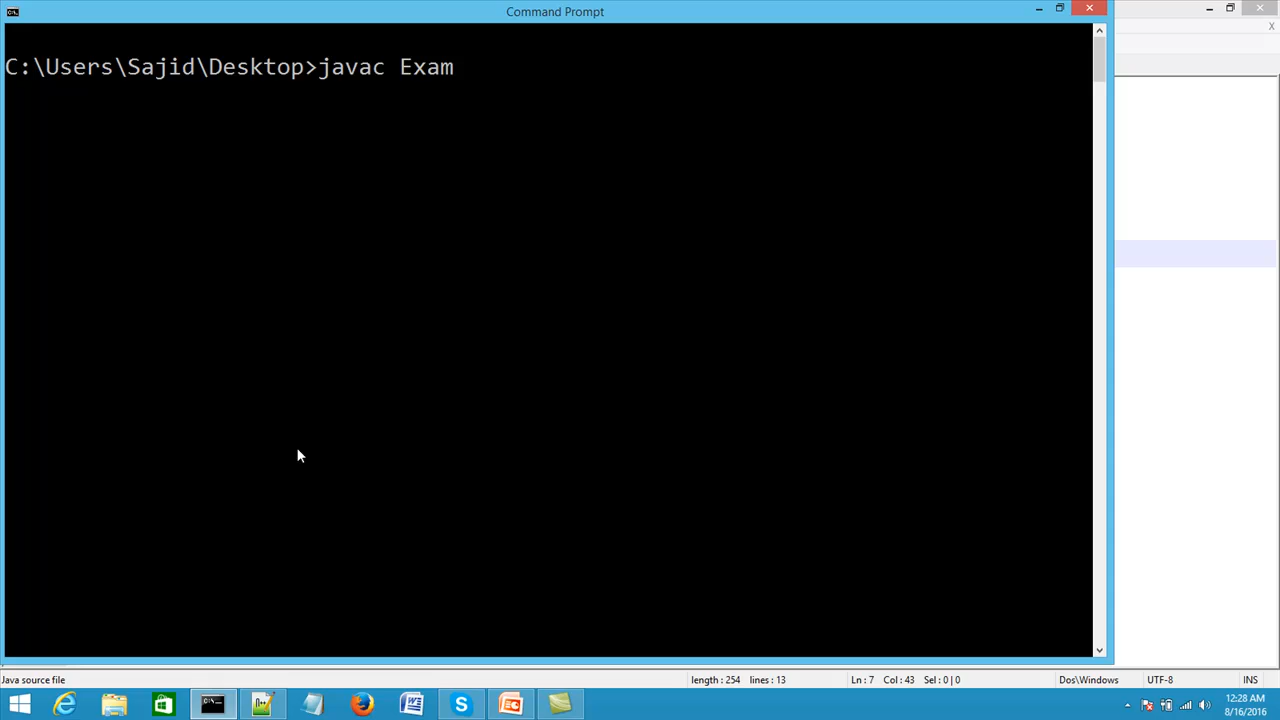 Command Prompt
C:\Users\Sajid\Desktop>javac Exam
Java source file
length : 254 lines : 13
Ln : 7 Col : 43 Sel : 0 | 0
Dos\Windows
UTF-8
INS
12:28 AM
8/16/2016